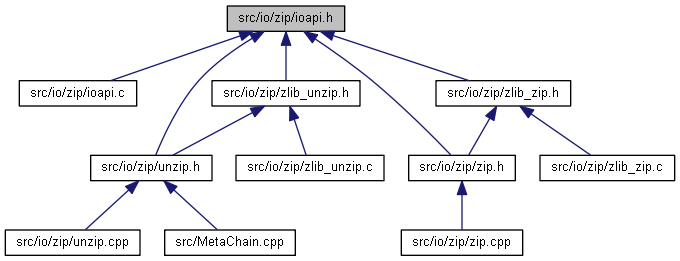 src/io/zip/ioapi.h
src/io/zip/ioapi.c
src/io/zip/zlib_unzip.h
src/io/zip/zlib_zip.h
src/io/zip/unzip.h
src/io/zip/zlib_unzip.c
src/io/zip/zip.h
src/io/zip/zlib_zip.c
src/io/zip/unzip.cpp
src/MetaChain.cpp
src/io/zip/zip.cpp